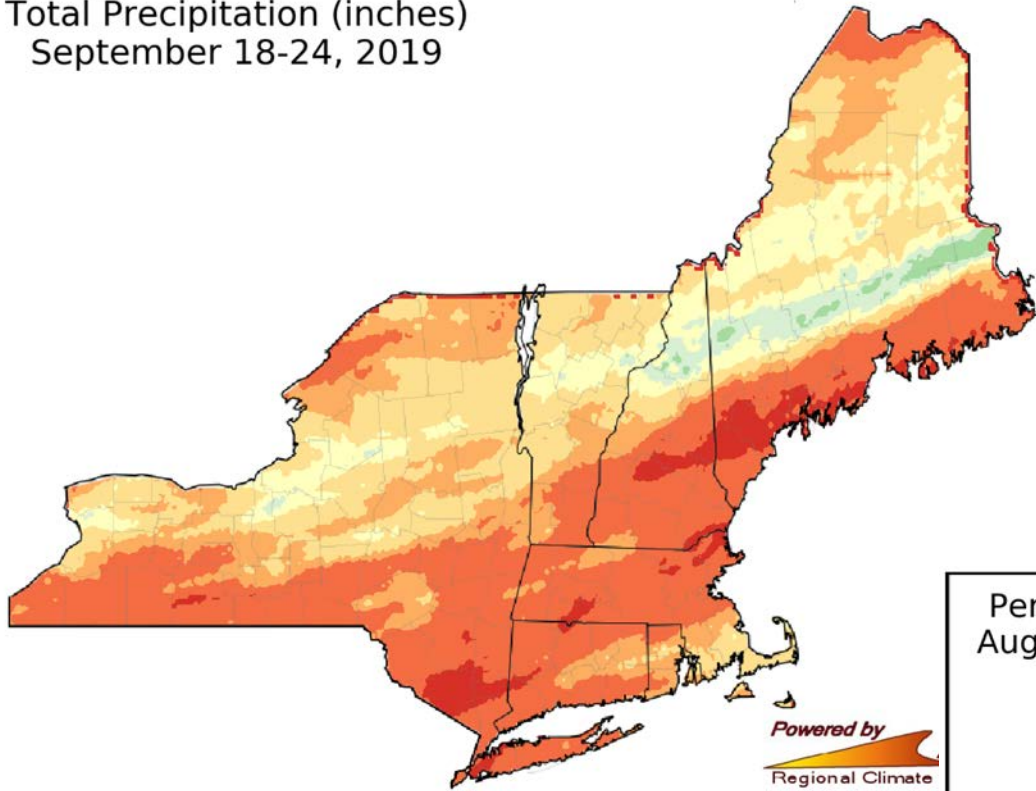 Total Precipitation (inches)
September 18-24, 2019
Per
Aug
Powered by
Regional Climate